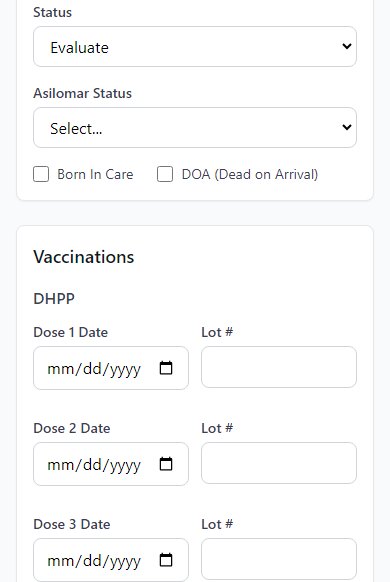 Status
Evaluate
Asilomar Status
Select...
Born In Care DOA (Dead on Arrival)
Vaccinations
DHPP
Dose 1 Date Lot #
mm/dd/yyyy
Dose 2 Date Lot #
mm/dd/yyyy
Dose 3 Date Lot #
mm/dd/yyyy